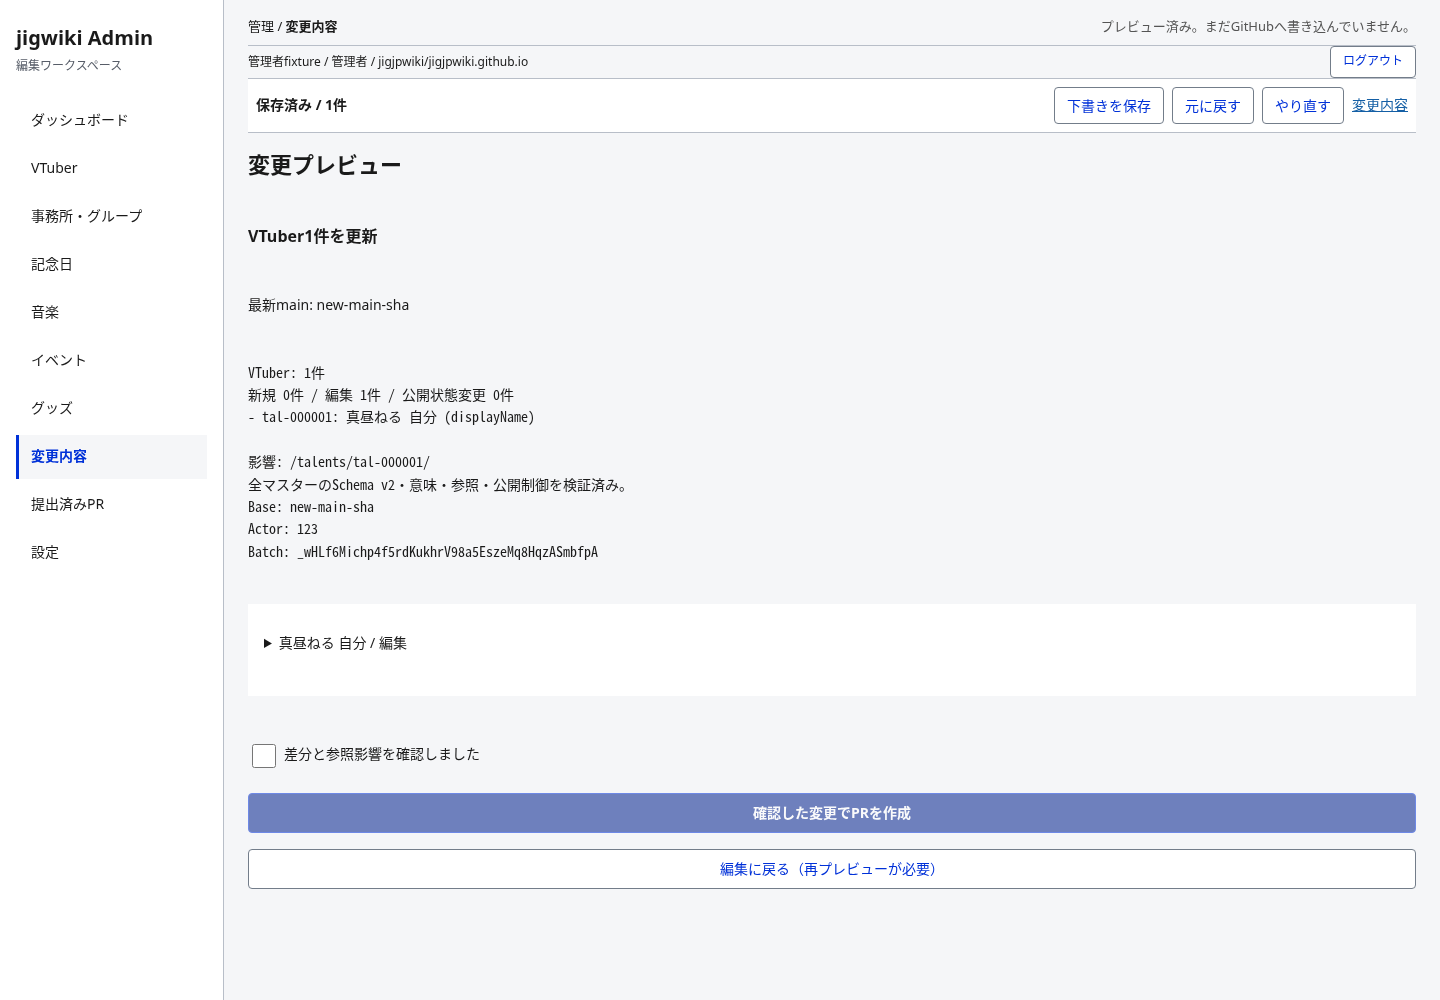 jigwiki Admin
編集ワークスペース
ダッシュボード
VTuber
事務所・グループ
記念日
音楽
イベント
グッズ
変更内容
提出済みPR
設定
管理 / 変更内容
プレビュー済み。まだGitHubへ書き込んでいません。
管理者fixture / 管理者 / jigjpwiki/jigjpwiki.github.io
ログアウト
保存済み / 1件
下書きを保存
元に戻す
やり直す
変更内容
変更プレビュー
VTuber1件を更新
最新main: new-main-sha
VTuber: 1件
新規 0件 / 編集 1件 / 公開状態変更 0件
- tal-000001: 真昼ねる 自分 (displayName)
影響: /talents/tal-000001/
全マスターのSchema v2・意味・参照・公開制御を検証済み。
Base: new-main-sha
Actor: 123
Batch: _wHLf6Michp4f5rdKukhrV98a5EszeMq8HqzASmbfpA
▶ 真昼ねる 自分 / 編集
差分と参照影響を確認しました
確認した変更でPRを作成
編集に戻る（再プレビューが必要）